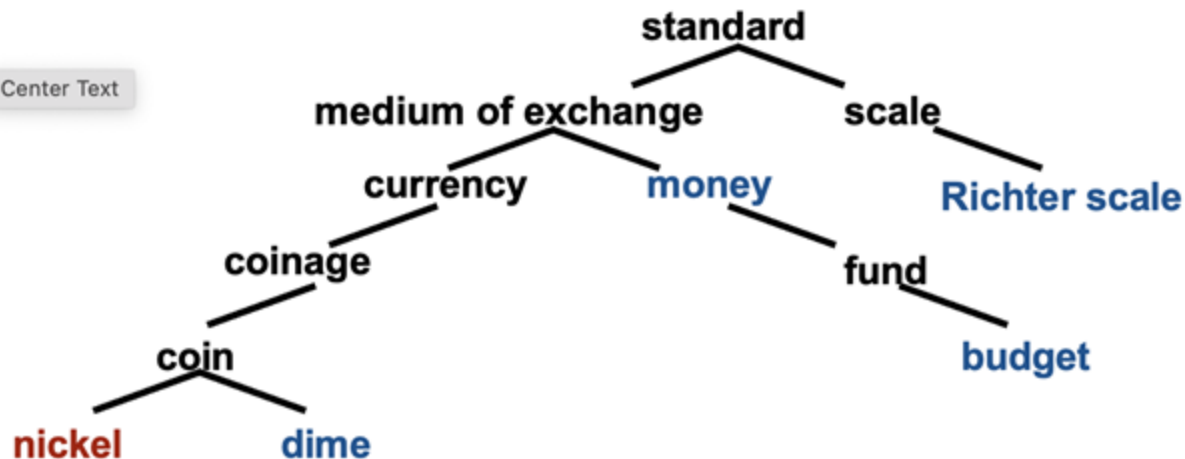 standard
Center Text
medium of exchange
scale
currency
money
Richter scale
coinage
fund
coin
budget
nickel
dime